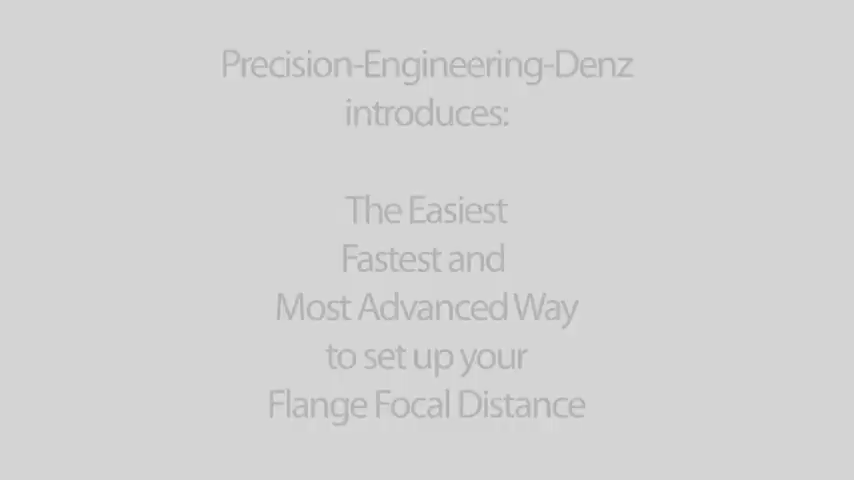 Precision-Engineering-Denz
introduces:
The Easiest
Fastest and
Most Advanced Way
to set up your
Flange Focal Distance